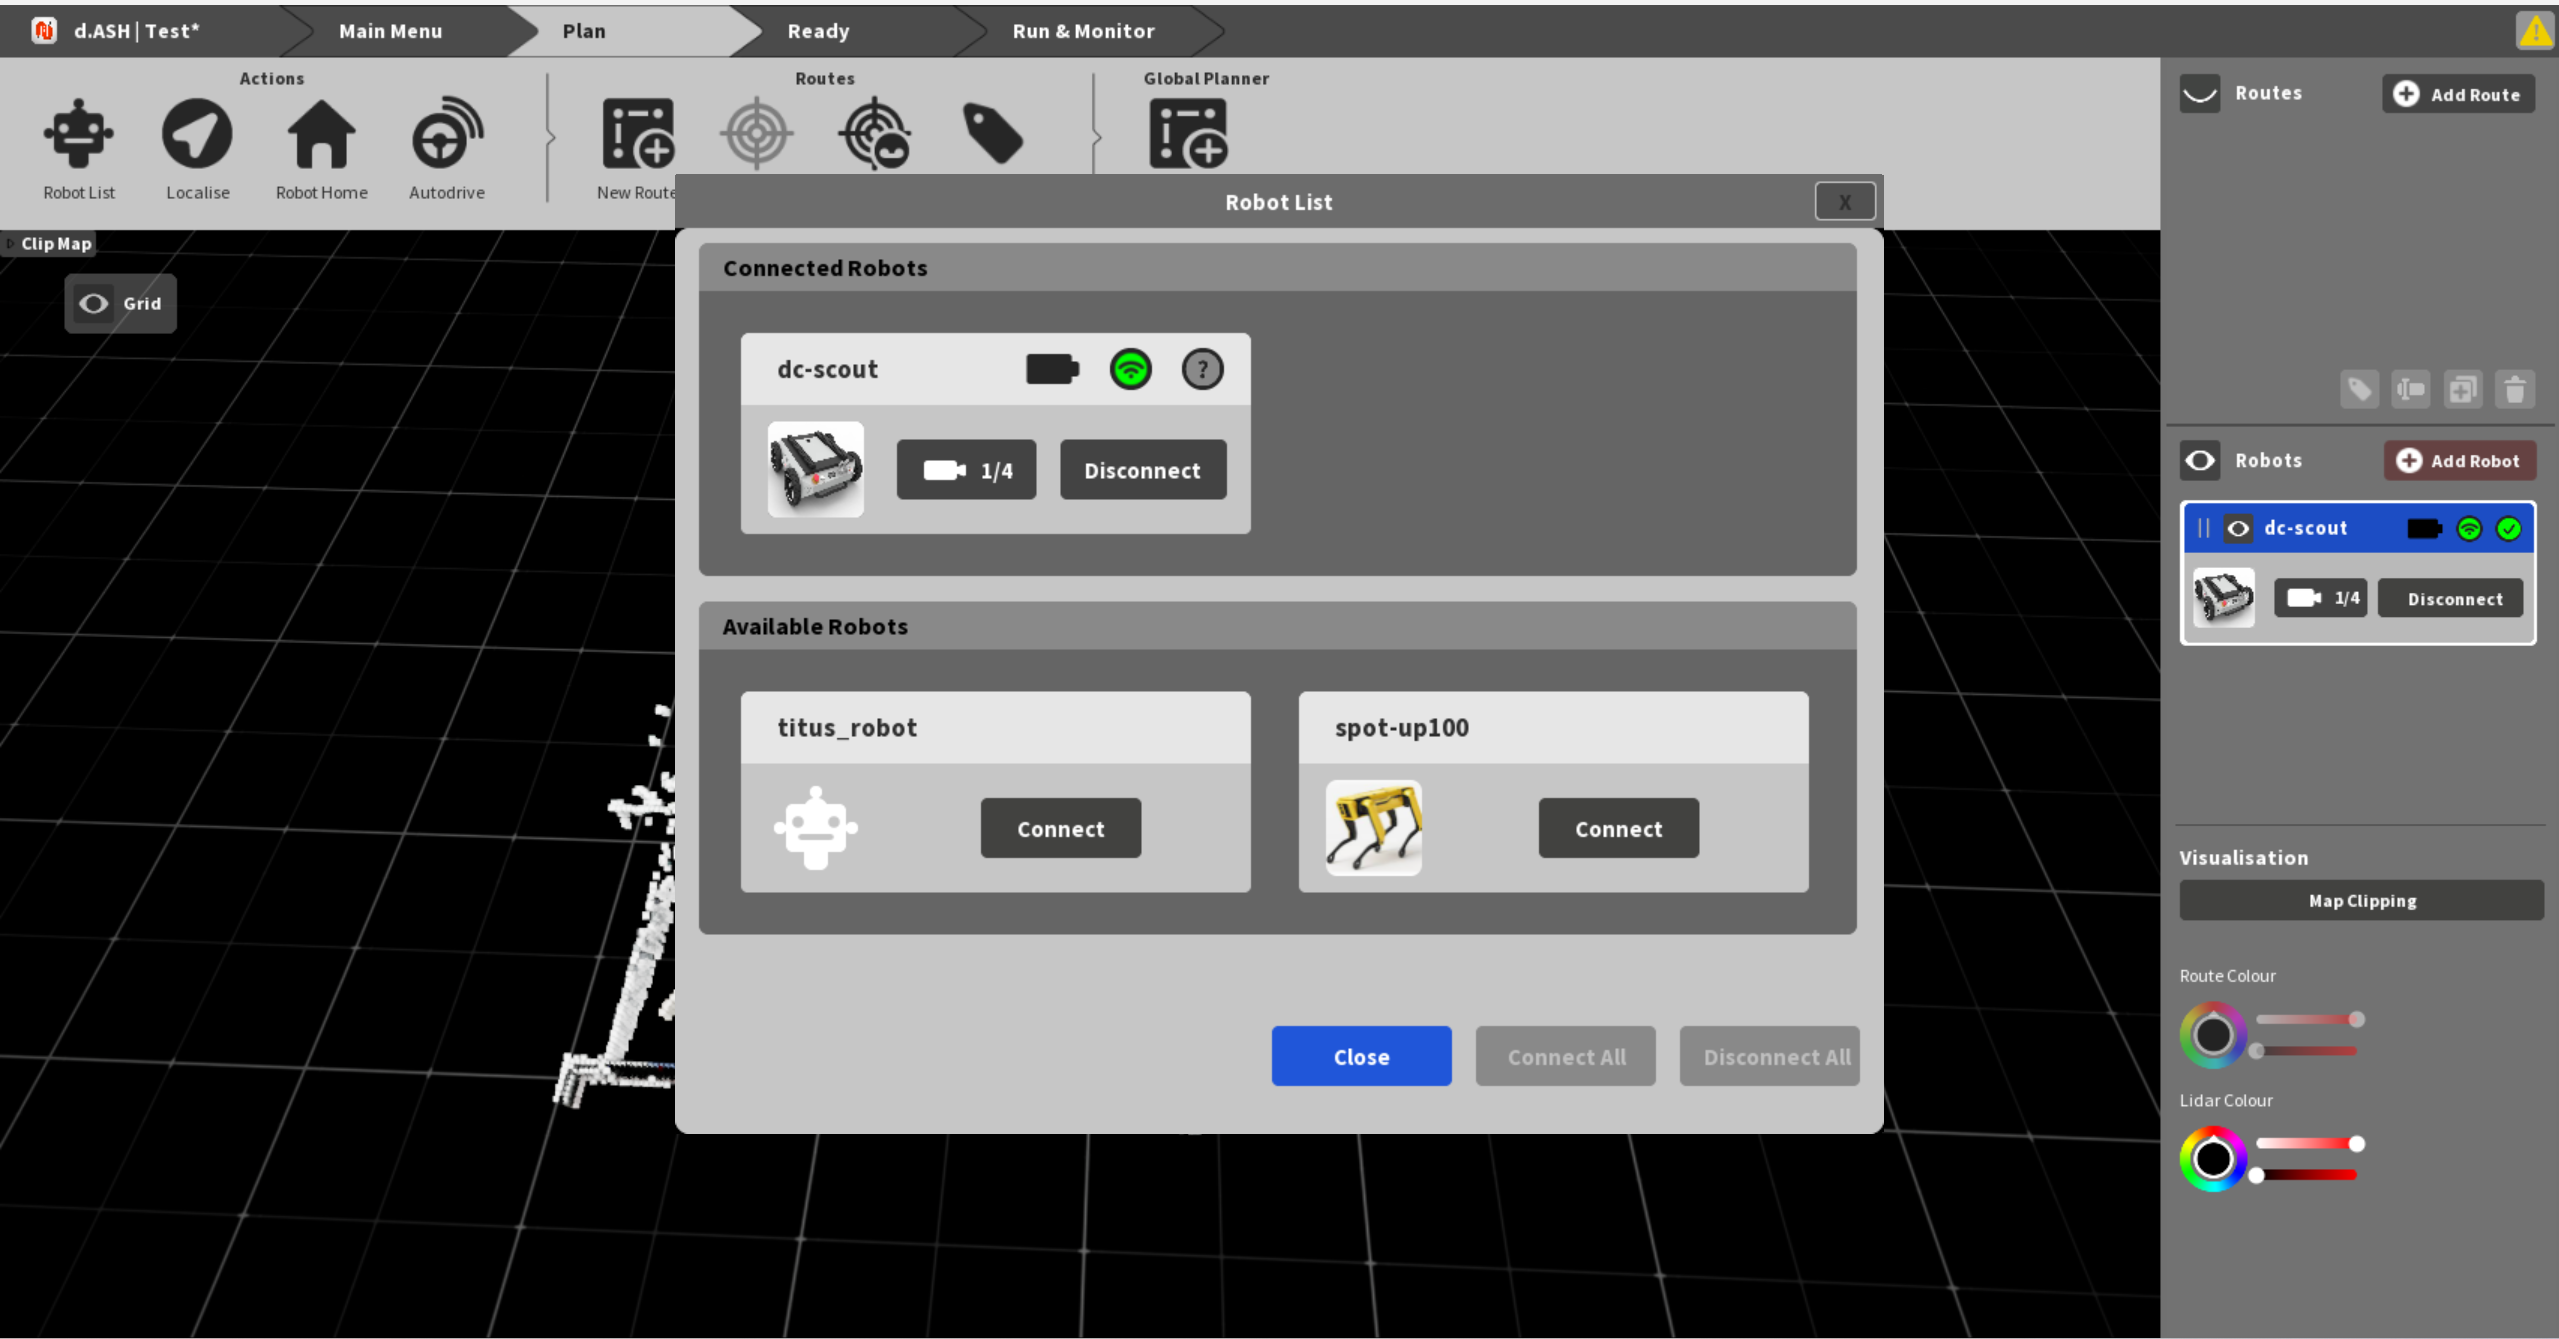 d.ASH | Test*
Main Menu
Plan
Ready
Run & Monitor
Actions
Routes
Global Planner
Robot List
Localise
Robot Home
Autodrive
New Route
Clip Map
Grid
Robot List
X
Connected Robots
dc-scout
?
1/4
Disconnect
Available Robots
titus_robot
spot-up100
Connect
Connect
Close
Connect All
Disconnect All
Routes
Add Route
Robots
Add Robot
dc-scout
1/4
Disconnect
Visualisation
Map Clipping
Route Colour
Lidar Colour